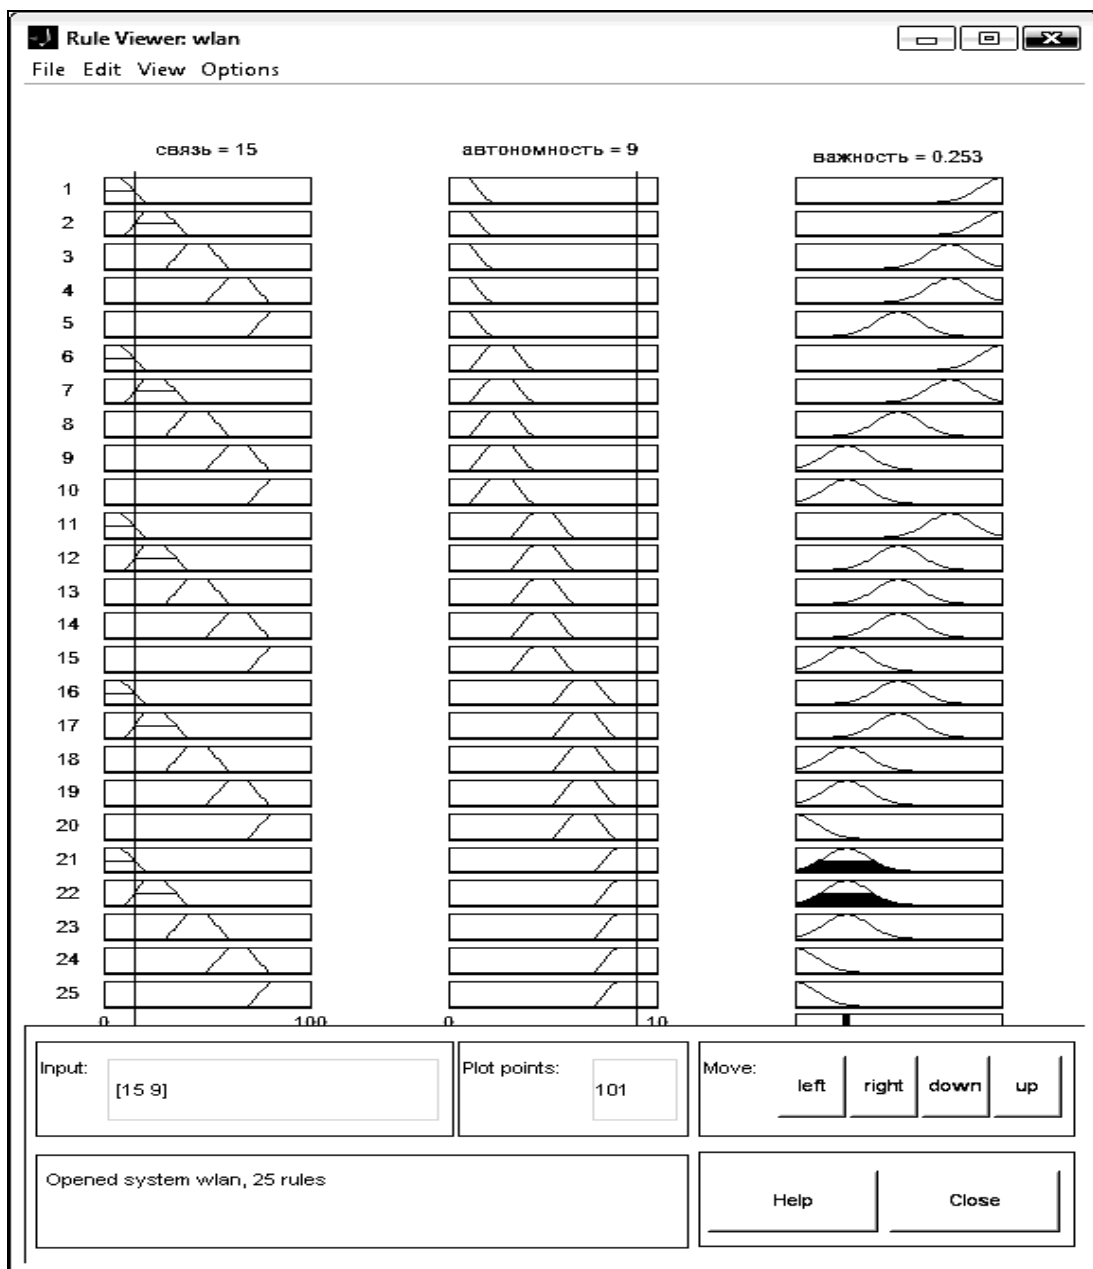 Rule Viewer: wlan
File Edit View Options
связь = 15
автономность = 9
важность = 0.253
1
2
3
4
5
6
7
8
9
10
11
12
13
14
15
16
17
18
19
20
21
22
23
24
25
0 100 0 10
Input:
[15 9]
Plot points:
101
Move:
left right down up
Opened system wlan, 25 rules
Help Close